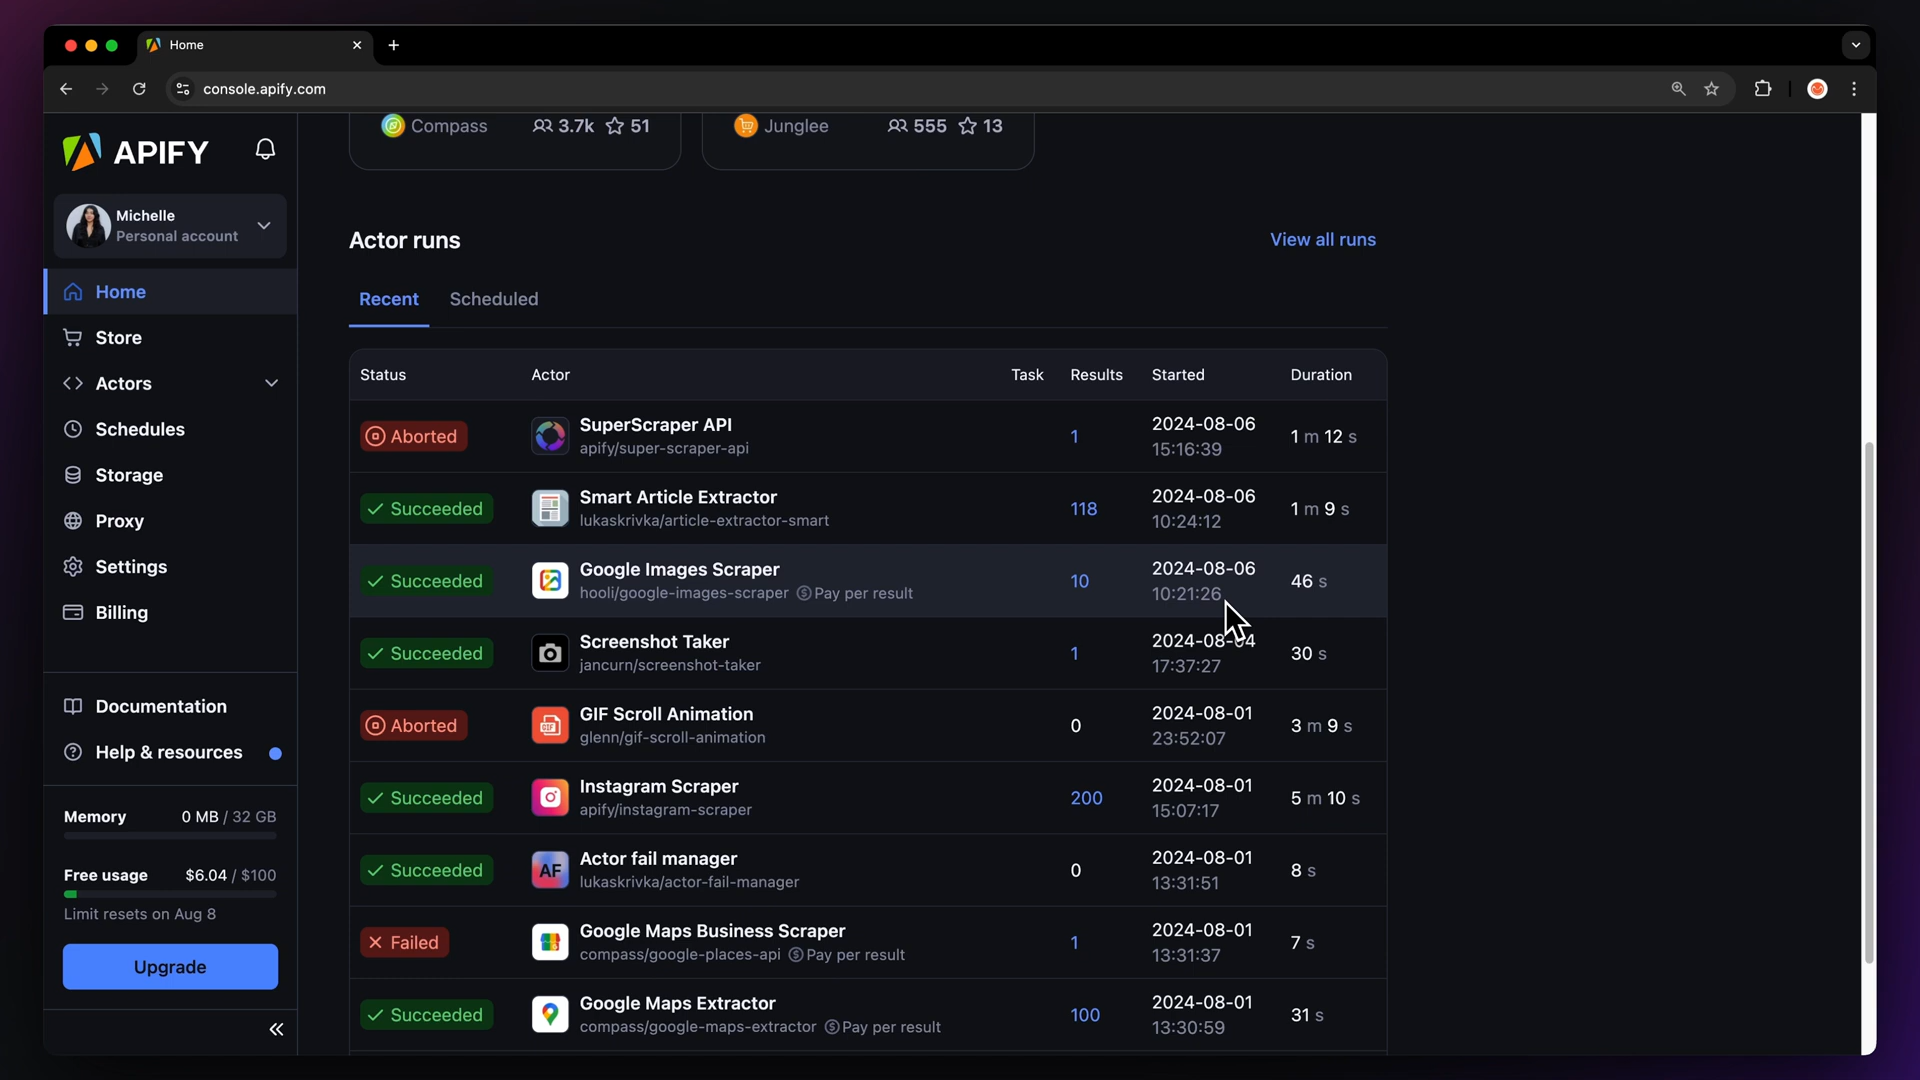 Home
console.apify.com
Compass 3.7k 51
Junglee 555 13
APIFY
Michelle
Personal account
Home
Store
Actors
Schedules
Storage
Proxy
Settings
Billing
Documentation
Help & resources
Memory 0 MB / 32 GB
Free usage $6.04 / $100
Limit resets on Aug 8
Upgrade
Actor runs View all runs
Recent Scheduled
Status Actor Task Results Started Duration
Aborted SuperScraper API 1 2024-08-06 1 m 12 s
apify/super-scraper-api 15:16:39
Succeeded Smart Article Extractor 118 2024-08-06 1 m 9 s
lukaskrivka/article-extractor-smart 10:24:12
Succeeded Google Images Scraper 10 2024-08-06 46 s
hooli/google-images-scraper Pay per result 10:21:26
Succeeded Screenshot Taker 1 2024-08-04 30 s
jancurn/screenshot-taker 17:37:27
Aborted GIF Scroll Animation 0 2024-08-01 3 m 9 s
glenn/gif-scroll-animation 23:52:07
Succeeded Instagram Scraper 200 2024-08-01 5 m 10 s
apify/instagram-scraper 15:07:17
Succeeded AF Actor fail manager 0 2024-08-01 8 s
lukaskrivka/actor-fail-manager 13:31:51
Failed Google Maps Business Scraper 1 2024-08-01 7 s
compass/google-places-api Pay per result 13:31:37
Succeeded Google Maps Extractor 100 2024-08-01 31 s
compass/google-maps-extractor Pay per result 13:30:59